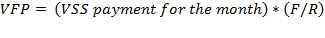 VFP = (VSS payment for the month) * (F/R)